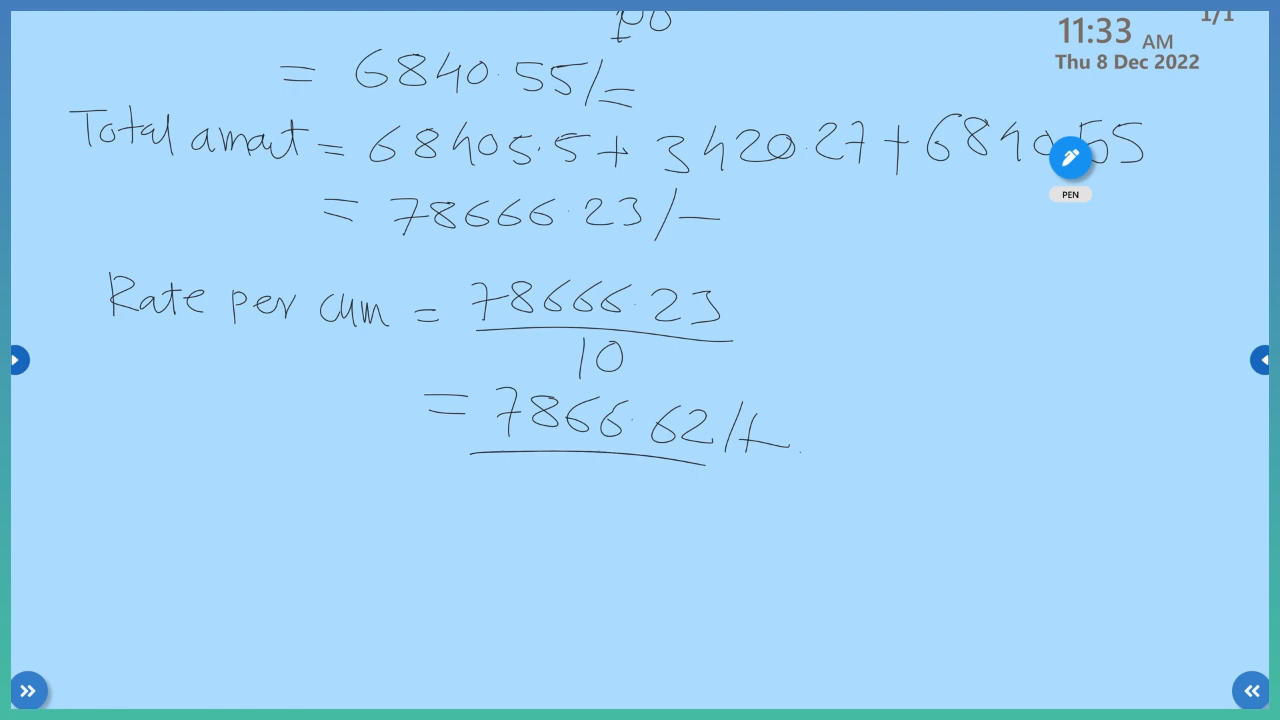 1/1
11:33 AM
Thu 8 Dec 2022
= 6840.55/=
Total amout = 68405.5 + 3420.27 + 6840.55
PEN
= 78666.23/-
Rate per cum = 78666.23
10
= 7866.62/-